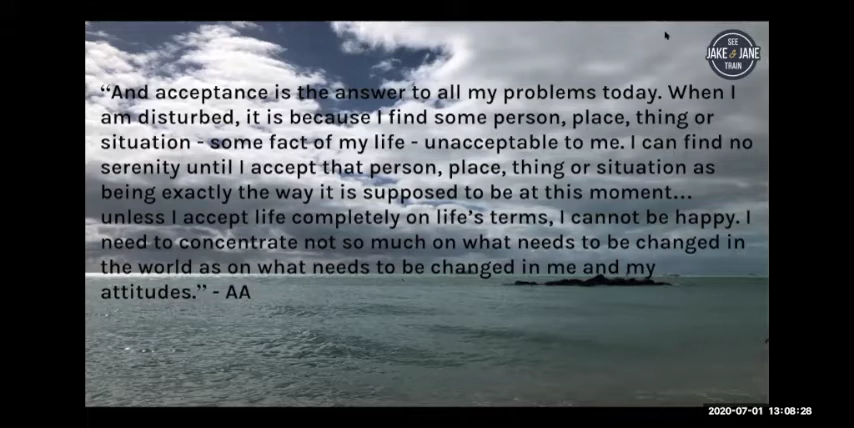 SEE
JAKE & JANE
TRAIN
“And acceptance is the answer to all my problems today. When I
am disturbed, it is because I find some person, place, thing or
situation - some fact of my life - unacceptable to me. I can find no
serenity until I accept that person, place, thing or situation as
being exactly the way it is supposed to be at this moment...
unless I accept life completely on life’s terms, I cannot be happy. I
need to concentrate not so much on what needs to be changed in
the world as on what needs to be changed in me and my
attitudes.” - AA
2020-07-01 13:08:28